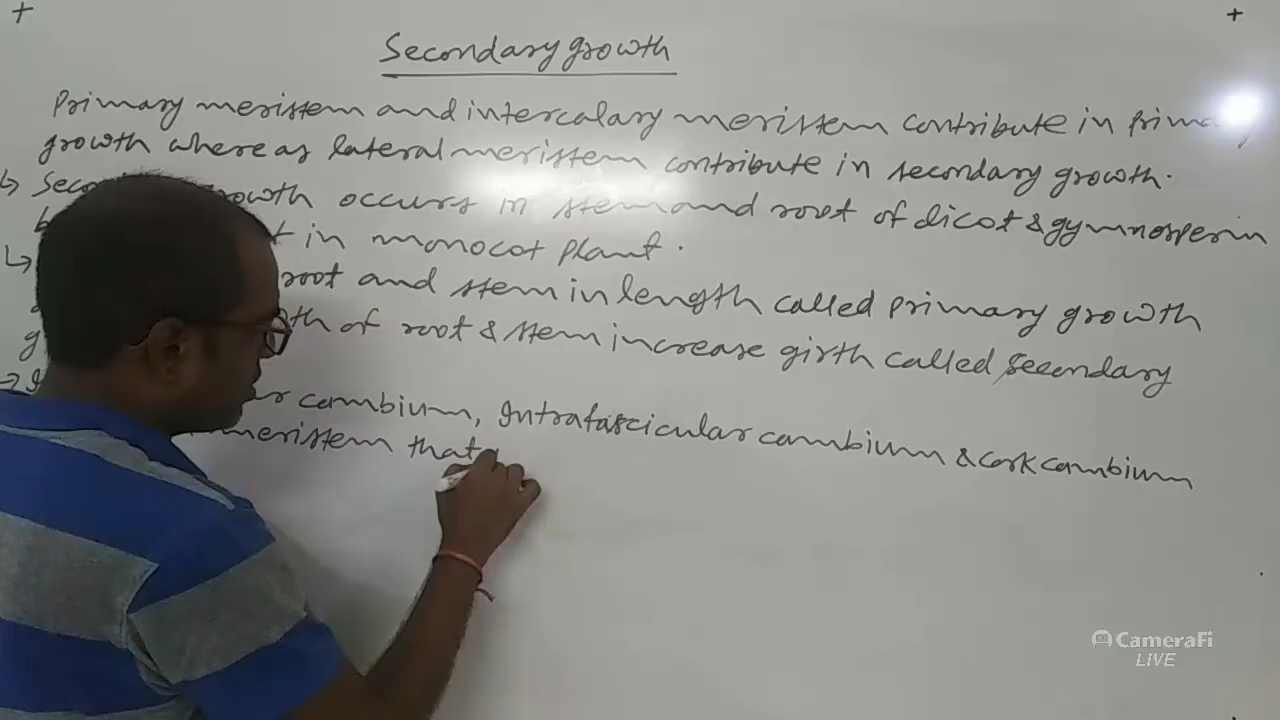 Secondary growth
Primary meristem and intercalary meristem contribute in
growth where as lateral meristem contribute in secondary growth.
growth occurs in stem and root of dicot & gymnosperm
in monocot plant.
root and stem in length called primary growth
of root & stem increase girth called secondary
cambium, Intrafascicular cambium & cork cambium
meristem that
CameraFi
LIVE